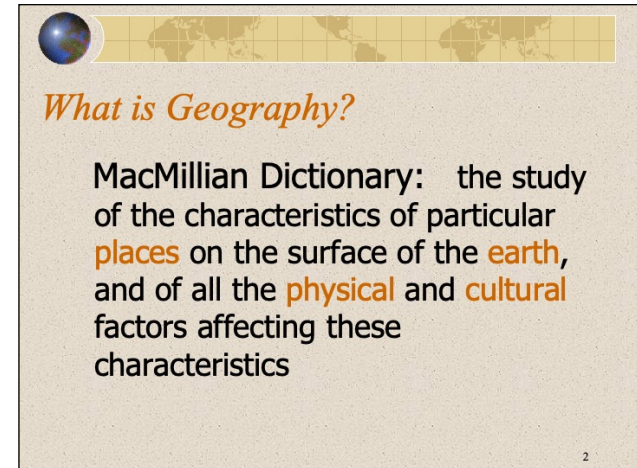 What is Geography?
MacMillian Dictionary: the study
of the characteristics of particular
places on the surface of the earth,
and of all the physical and cultural
factors affecting these
characteristics
2